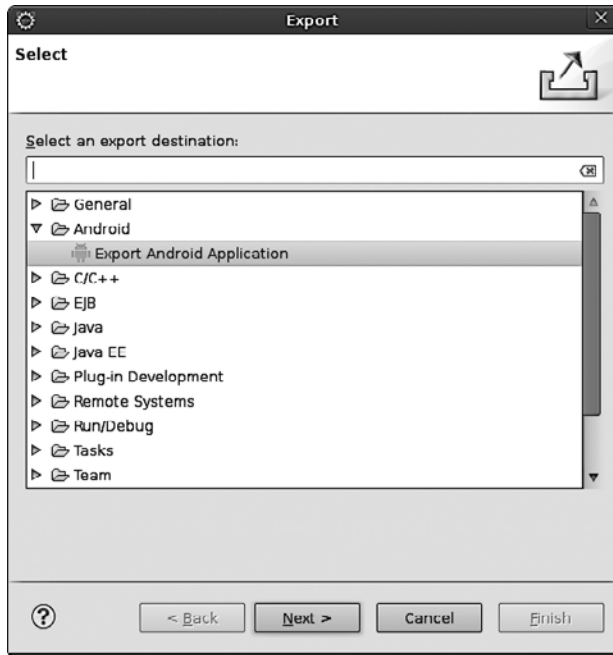 Export
Select
Select an export destination:
General
Android
Export Android Application
C/C++
EJB
Java
Java EE
Plug-in Development
Remote Systems
Run/Debug
Tasks
Team
?
< Back
Next >
Cancel
Finish